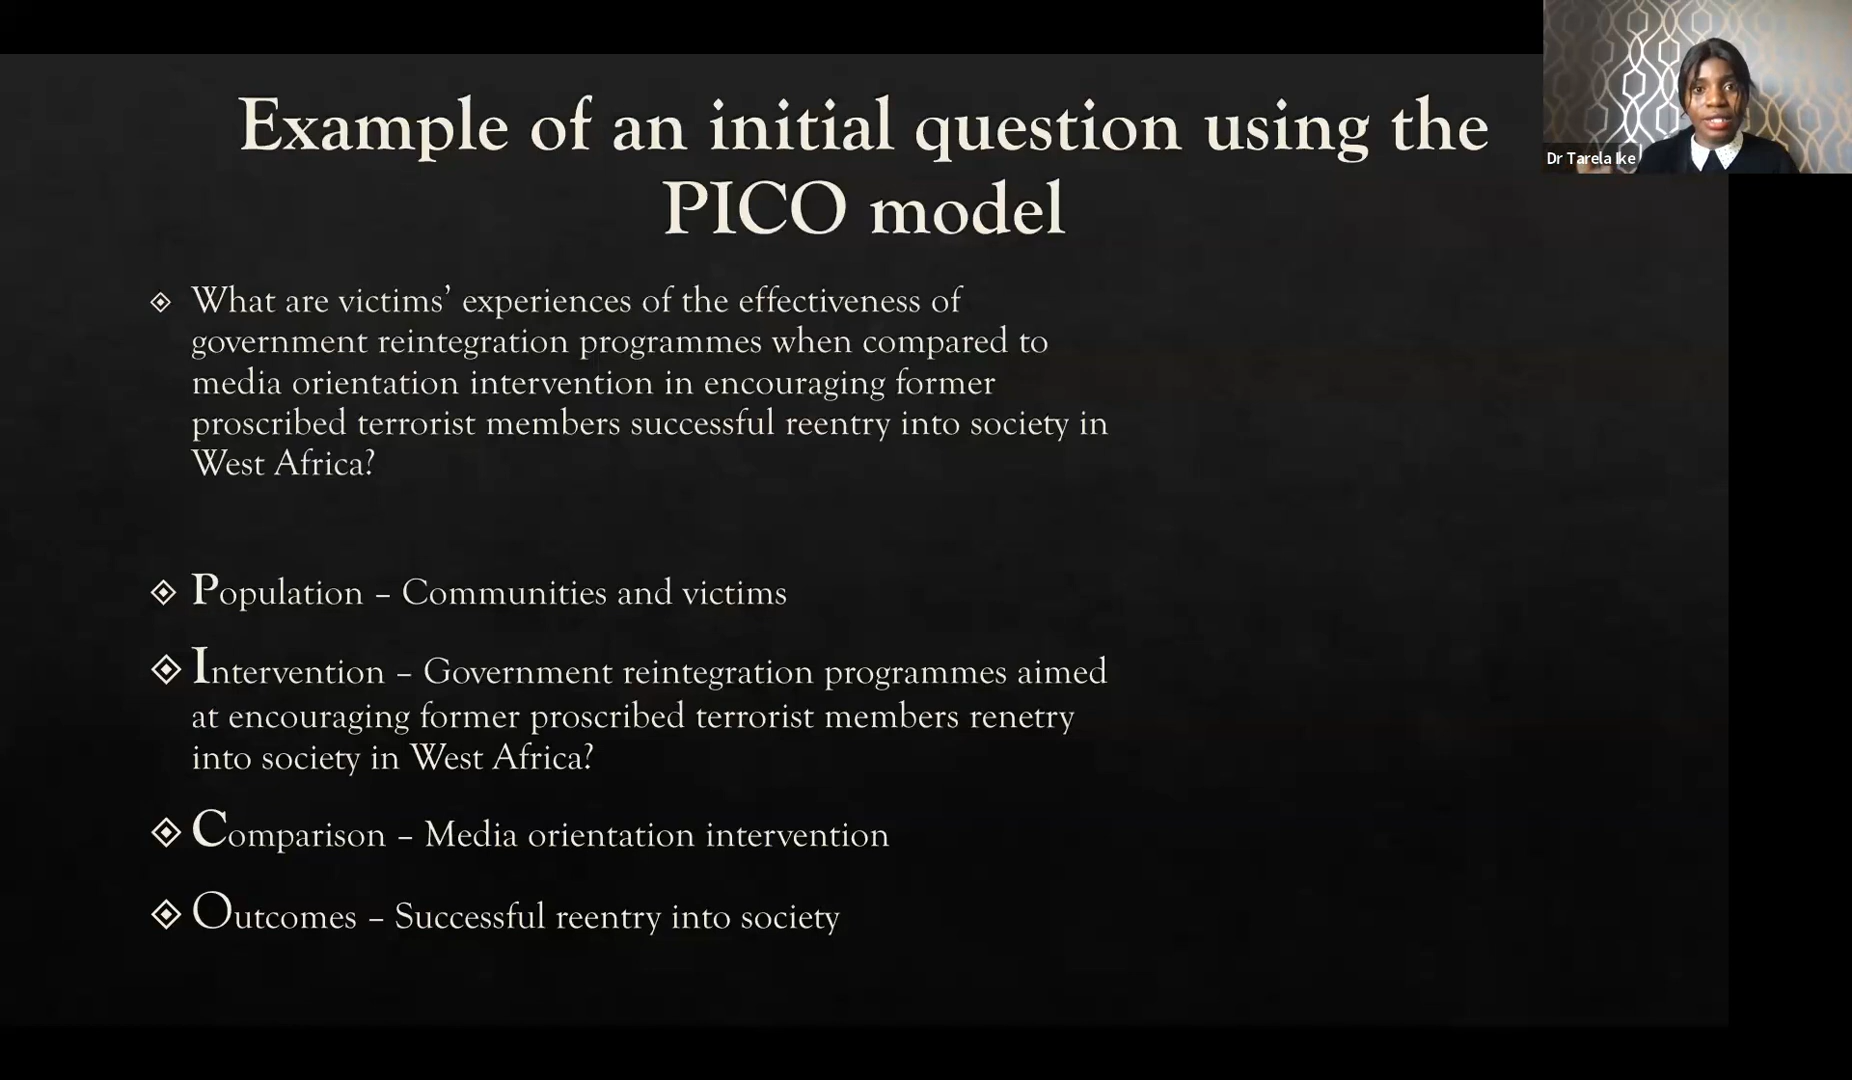 Example of an initial question using the
PICO model
Dr Tarela Ike
What are victims’ experiences of the effectiveness of
government reintegration programmes when compared to
media orientation intervention in encouraging former
proscribed terrorist members successful reentry into society in
West Africa?
Population – Communities and victims
Intervention – Government reintegration programmes aimed
at encouraging former proscribed terrorist members renetry
into society in West Africa?
Comparison – Media orientation intervention
Outcomes – Successful reentry into society